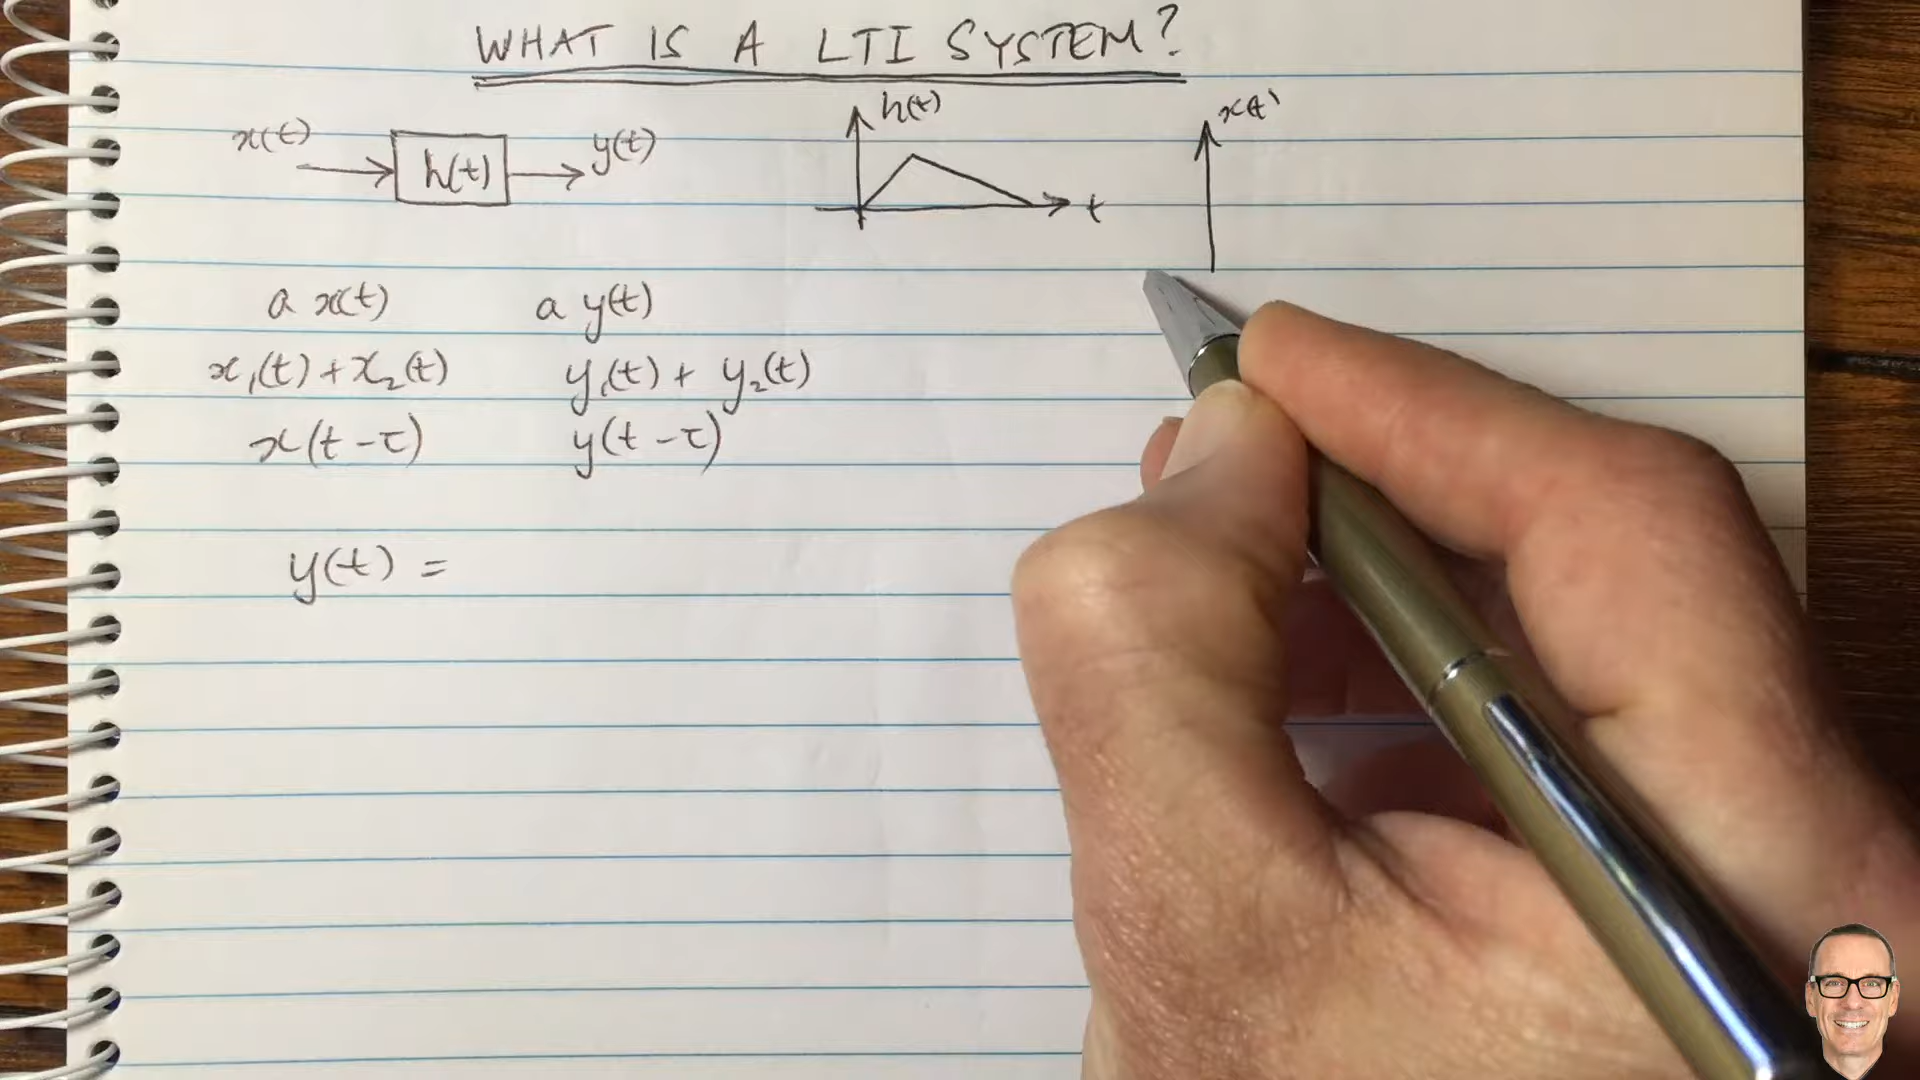 WHAT IS A LTI SYSTEM?
x(t) h(t) y(t)
h(t)
t
x(t)
a x(t) a y(t)
x₁(t) + x₂(t) y₁(t) + y₂(t)
x(t-τ) y(t-τ)
y(t) =